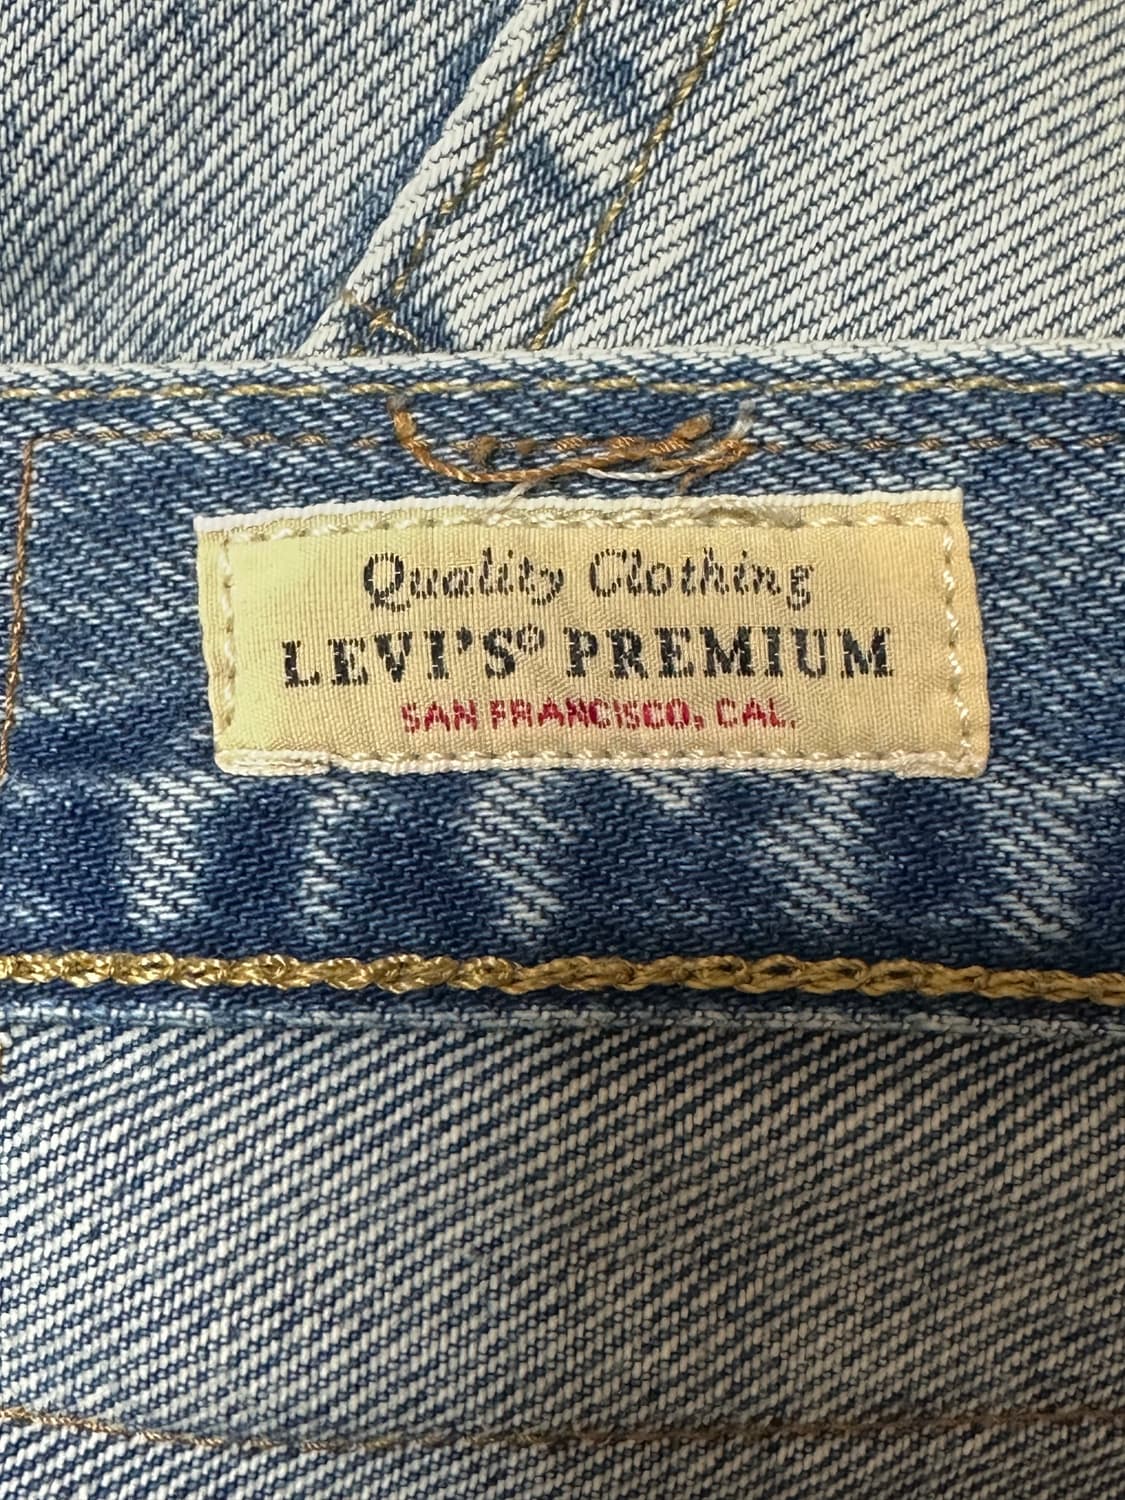 Quality Clothing
LEVI'S® PREMIUM
SAN FRANCISCO, CAL.